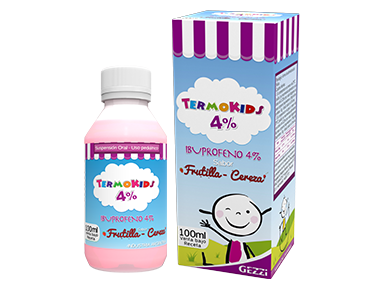 Suspensión Oral - Uso pediátrico
TERMOKIDS
4%
IBUPROFENO 4%
Frutilla - Cereza
100ml
TERMOKIDS
4%
IBUPROFENO 4%
Sabor
Frutilla - Cereza
100ml
Venta bajo
Receta
GEZZI